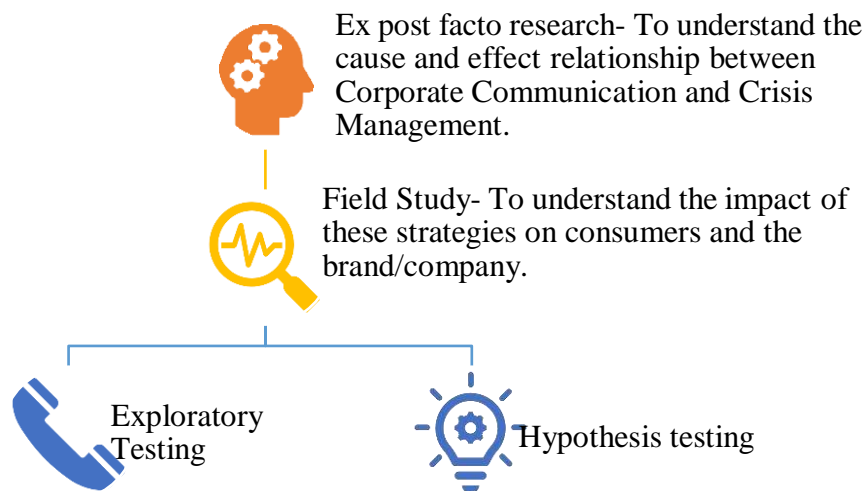 Ex post facto research- To understand the
cause and effect relationship between
Corporate Communication and Crisis
Management.
Field Study- To understand the impact of
these strategies on consumers and the
brand/company.
Exploratory
Testing
Hypothesis testing